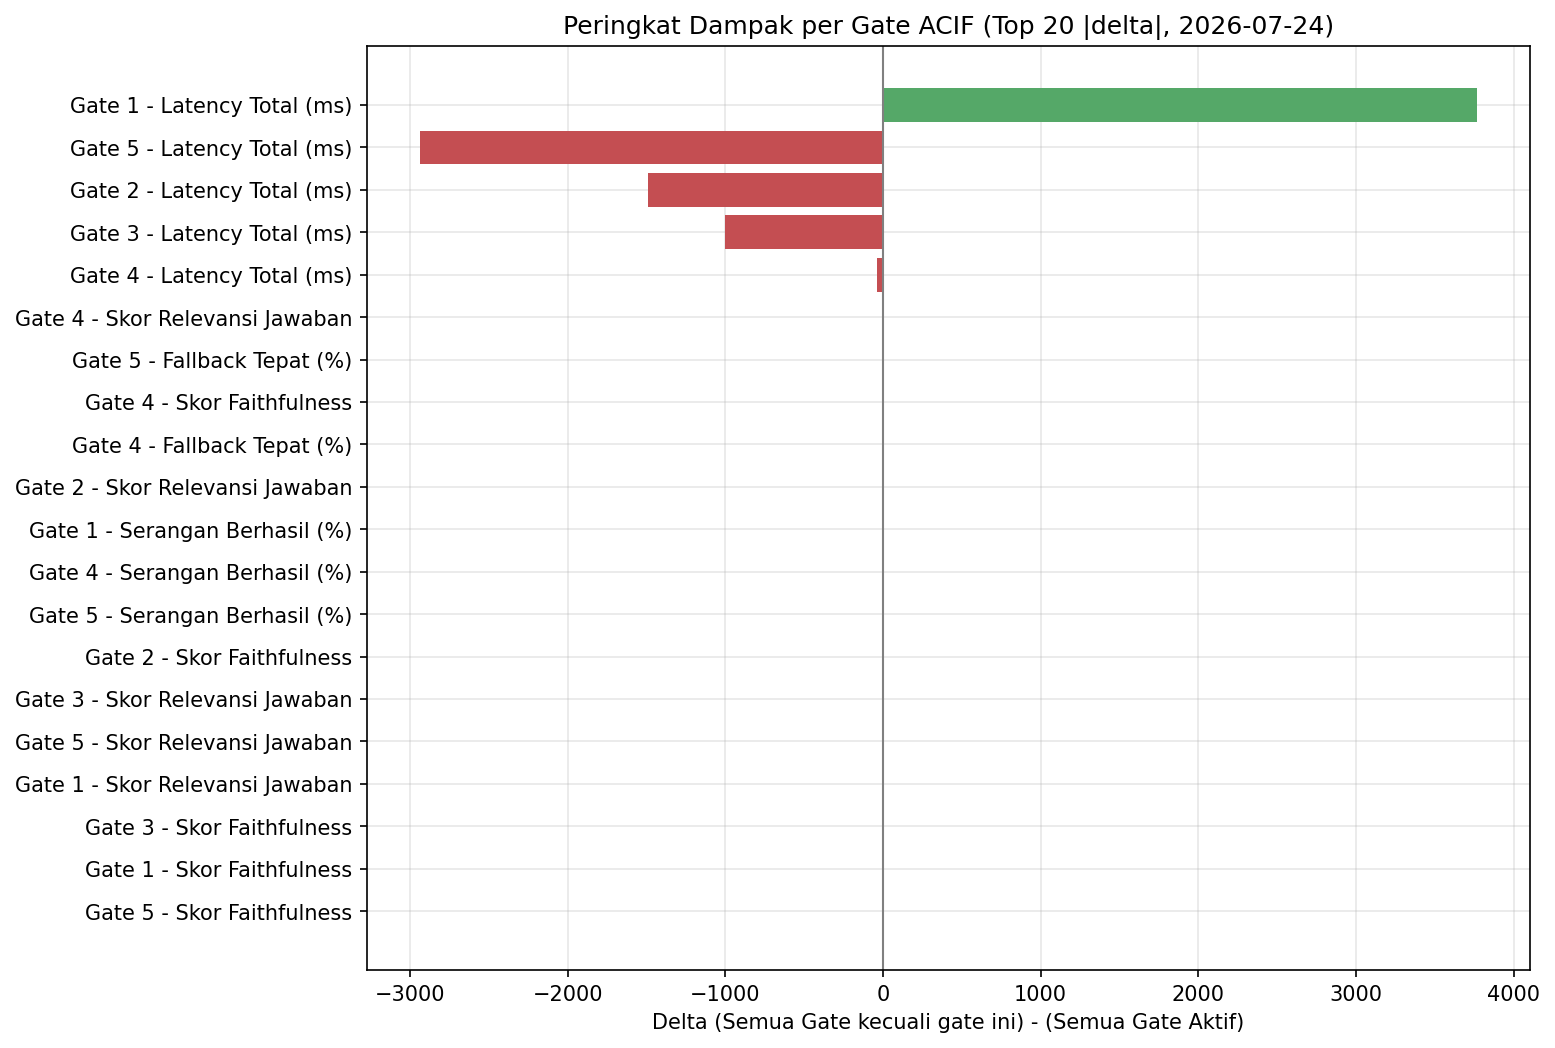 Peringkat Dampak per Gate ACIF (Top 20 |delta|, 2026-07-24)
Gate 1 - Latency Total (ms)
Gate 5 - Latency Total (ms)
Gate 2 - Latency Total (ms)
Gate 3 - Latency Total (ms)
Gate 4 - Latency Total (ms)
Gate 4 - Skor Relevansi Jawaban
Gate 5 - Fallback Tepat (%)
Gate 4 - Skor Faithfulness
Gate 4 - Fallback Tepat (%)
Gate 2 - Skor Relevansi Jawaban
Gate 1 - Serangan Berhasil (%)
Gate 4 - Serangan Berhasil (%)
Gate 5 - Serangan Berhasil (%)
Gate 2 - Skor Faithfulness
Gate 3 - Skor Relevansi Jawaban
Gate 5 - Skor Relevansi Jawaban
Gate 1 - Skor Relevansi Jawaban
Gate 3 - Skor Faithfulness
Gate 1 - Skor Faithfulness
Gate 5 - Skor Faithfulness
−3000 −2000 −1000 0 1000 2000 3000 4000
Delta (Semua Gate kecuali gate ini) - (Semua Gate Aktif)